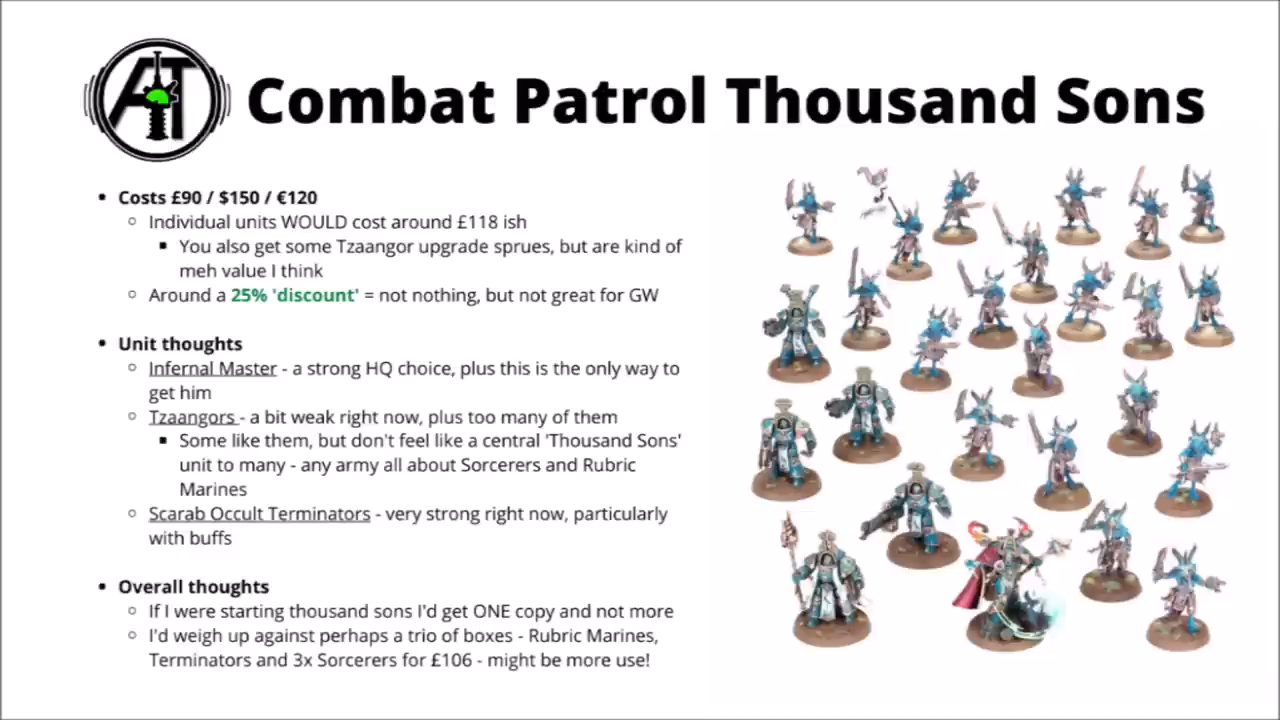 AT
Combat Patrol Thousand Sons
• Costs £90 / $150 / €120
○ Individual units WOULD cost around £118 ish
▪ You also get some Tzaangor upgrade sprues, but are kind of
meh value I think
○ Around a 25% 'discount' = not nothing, but not great for GW
• Unit thoughts
○ Infernal Master - a strong HQ choice, plus this is the only way to
get him
○ Tzaangors - a bit weak right now, plus too many of them
▪ Some like them, but don't feel like a central 'Thousand Sons'
unit to many - any army all about Sorcerers and Rubric
Marines
○ Scarab Occult Terminators - very strong right now, particularly
with buffs
• Overall thoughts
○ If I were starting thousand sons I'd get ONE copy and not more
○ I'd weigh up against perhaps a trio of boxes - Rubric Marines,
Terminators and 3x Sorcerers for £106 - might be more use!